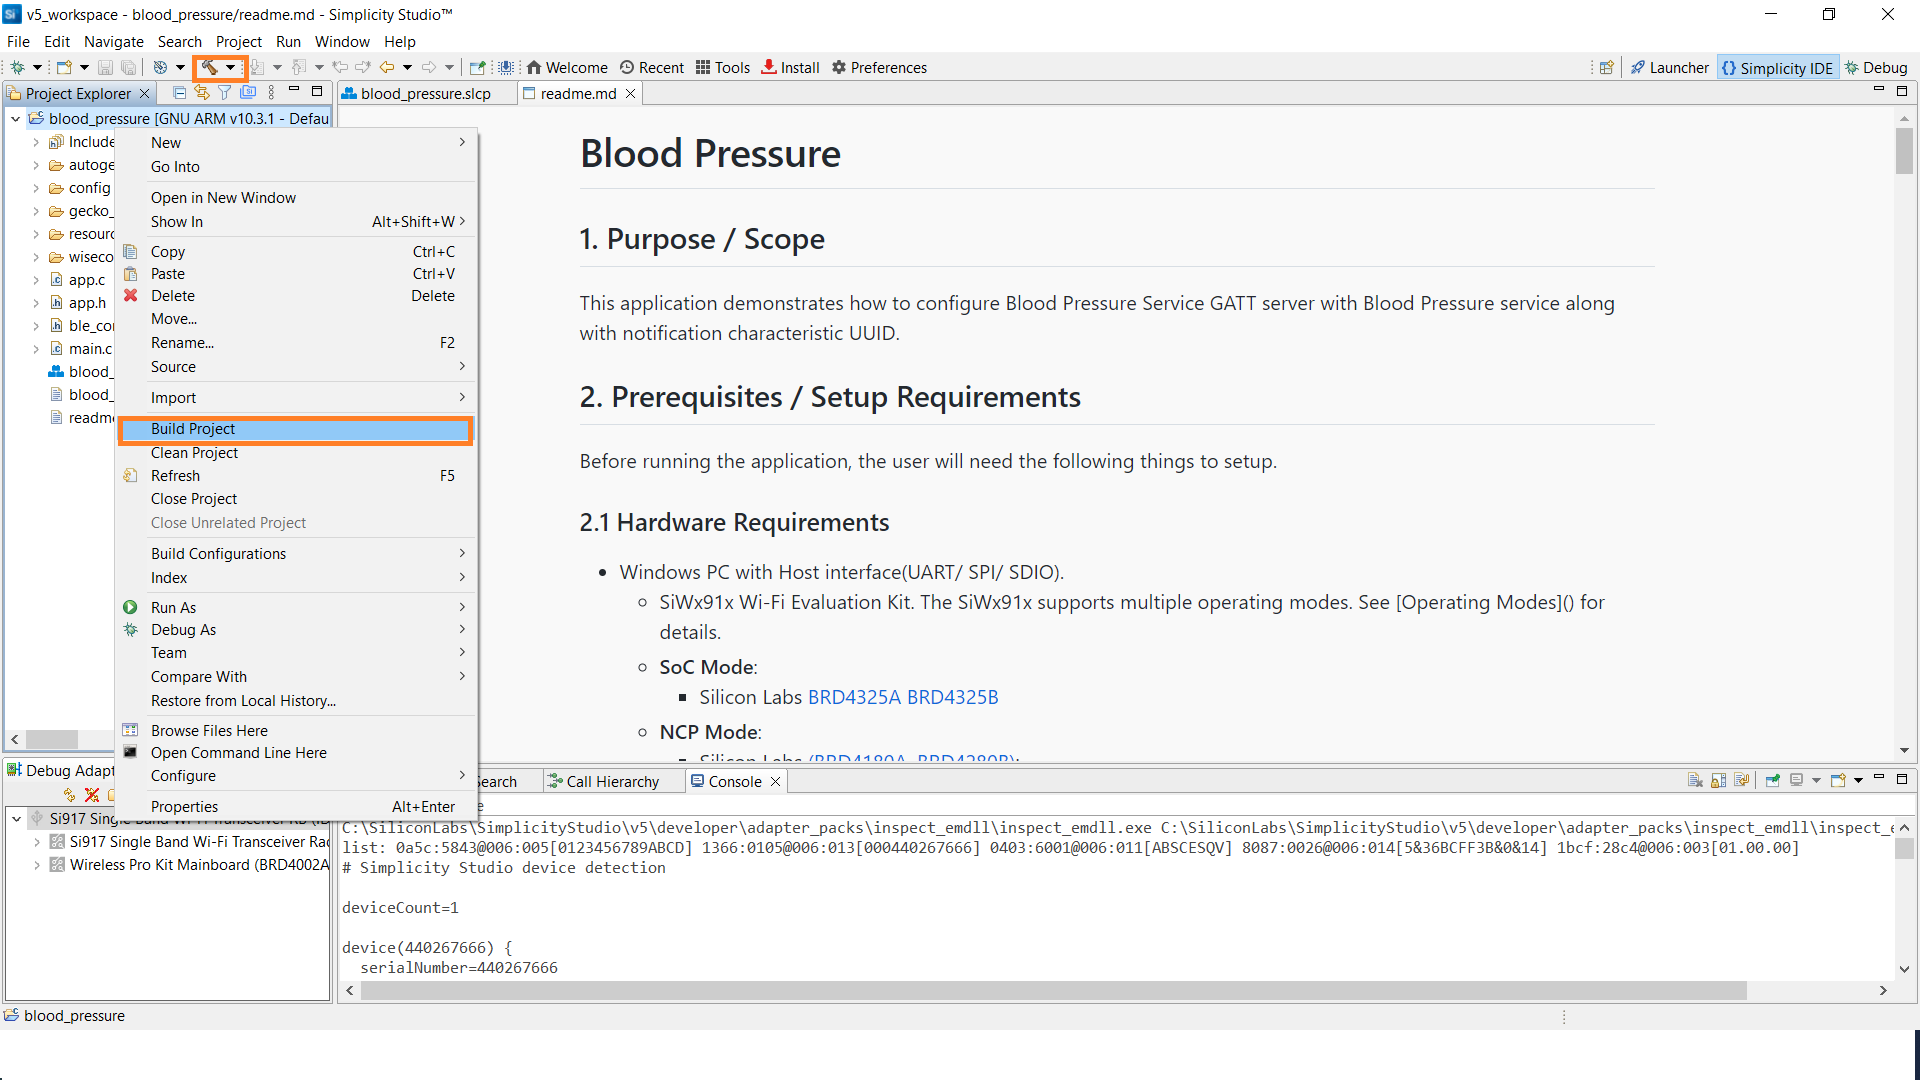 v5_workspace - blood_pressure/readme.md - Simplicity Studio™
File Edit Navigate Search Project Run Window Help
Welcome Recent Tools Install Preferences Launcher Simplicity IDE Debug
Project Explorer
blood_pressure.slcp readme.md
blood_pressure [GNU ARM v10.3.1 - Defau
Include
autoge
config
gecko_
resourc
wiseco
app.c
app.h
ble_co
main.c
blood_
blood_
readme
New
Go Into
Open in New Window
Show In Alt+Shift+W
Copy Ctrl+C
Paste Ctrl+V
Delete Delete
Move...
Rename... F2
Source
Import
Build Project
Clean Project
Refresh F5
Close Project
Close Unrelated Project
Build Configurations
Index
Run As
Debug As
Team
Compare With
Restore from Local History...
Browse Files Here
Open Command Line Here
Configure
Properties Alt+Enter
Blood Pressure
1. Purpose / Scope
This application demonstrates how to configure Blood Pressure Service GATT server with Blood Pressure service along
with notification characteristic UUID.
2. Prerequisites / Setup Requirements
Before running the application, the user will need the following things to setup.
2.1 Hardware Requirements
• Windows PC with Host interface(UART/ SPI/ SDIO).
SiWx91x Wi-Fi Evaluation Kit. The SiWx91x supports multiple operating modes. See [Operating Modes]() for
details.
SoC Mode:
Silicon Labs BRD4325A BRD4325B
NCP Mode:
Silicon Labs (BRD4180A, BRD4280B);
Debug Adapt
Si917 Single Band Wi-Fi Transceiver
Si917 Single Band Wi-Fi Transceiver Rac
Wireless Pro Kit Mainboard (BRD4002A
Search Call Hierarchy Console
C:\SiliconLabs\SimplicityStudio\v5\developer\adapter_packs\inspect_emdll\inspect_emdll.exe C:\SiliconLabs\SimplicityStudio\v5\developer\adapter_packs\inspect_emdll\inspect_e
list: 0a5c:5843@006:005[0123456789ABCD] 1366:0105@006:013[000440267666] 0403:6001@006:011[ABSCESQV] 8087:0026@006:014[5&36BCFF3B&0&14] 1bcf:28c4@006:003[01.00.00]
# Simplicity Studio device detection
deviceCount=1
device(440267666) {
serialNumber=440267666
blood_pressure